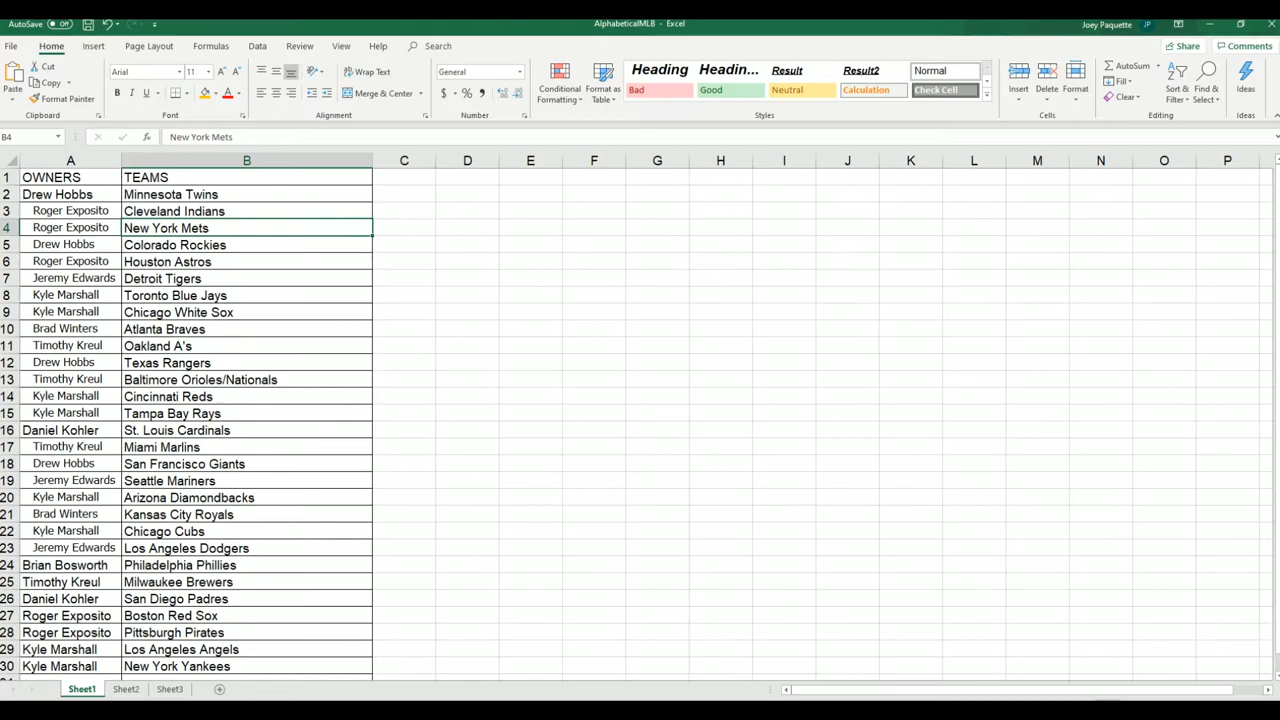 AutoSave Off AlphabeticalMLB - Excel Joey Paquette JP
File Home Insert Page Layout Formulas Data Review View Help Search Share Comments
Cut Arial 11 Wrap Text General Heading Headin... Result Result2 Normal AutoSum
Copy Fill
Paste Format Painter B I U Merge & Center $ % Conditional Formatting Format as Table Bad Good Neutral Calculation Check Cell Insert Delete Format Clear Sort & Filter Find & Select Ideas
Clipboard Font Alignment Number Styles Cells Editing Ideas
B4 fx New York Mets
A B C D E F G H I J K L M N O P
1 OWNERS TEAMS
2 Drew Hobbs Minnesota Twins
3 Roger Exposito Cleveland Indians
4 Roger Exposito New York Mets
5 Drew Hobbs Colorado Rockies
6 Roger Exposito Houston Astros
7 Jeremy Edwards Detroit Tigers
8 Kyle Marshall Toronto Blue Jays
9 Kyle Marshall Chicago White Sox
10 Brad Winters Atlanta Braves
11 Timothy Kreul Oakland A's
12 Drew Hobbs Texas Rangers
13 Timothy Kreul Baltimore Orioles/Nationals
14 Kyle Marshall Cincinnati Reds
15 Kyle Marshall Tampa Bay Rays
16 Daniel Kohler St. Louis Cardinals
17 Timothy Kreul Miami Marlins
18 Drew Hobbs San Francisco Giants
19 Jeremy Edwards Seattle Mariners
20 Kyle Marshall Arizona Diamondbacks
21 Brad Winters Kansas City Royals
22 Kyle Marshall Chicago Cubs
23 Jeremy Edwards Los Angeles Dodgers
24 Brian Bosworth Philadelphia Phillies
25 Timothy Kreul Milwaukee Brewers
26 Daniel Kohler San Diego Padres
27 Roger Exposito Boston Red Sox
28 Roger Exposito Pittsburgh Pirates
29 Kyle Marshall Los Angeles Angels
30 Kyle Marshall New York Yankees
Sheet1 Sheet2 Sheet3